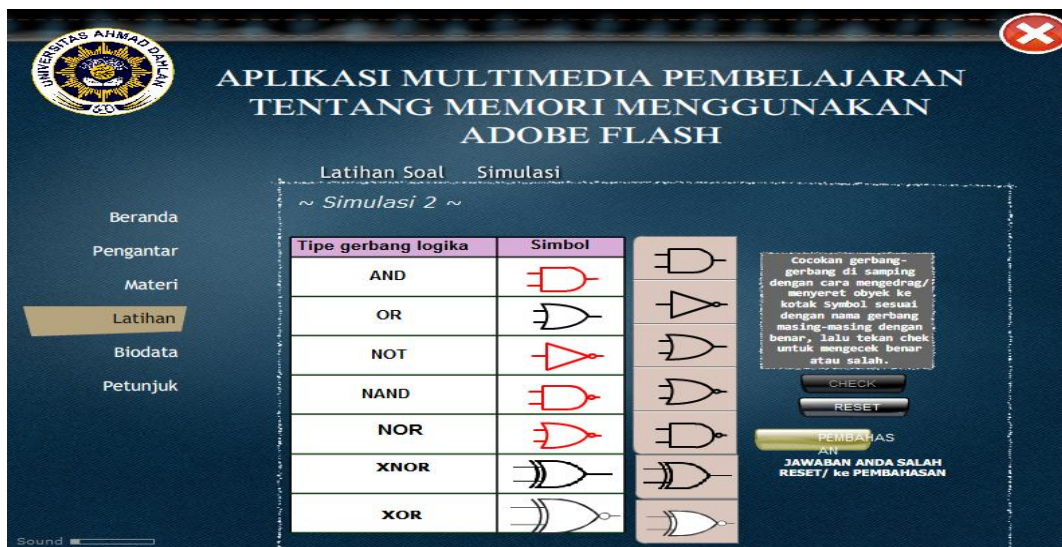 UNIVERSITAS AHMAD DAHLAN
APLIKASI MULTIMEDIA PEMBELAJARAN
TENTANG MEMORI MENGGUNAKAN
ADOBE FLASH
Latihan Soal Simulasi
~ Simulasi 2 ~
Beranda
Pengantar
Materi
Latihan
Biodata
Petunjuk
Tipe gerbang logika Simbol
AND
OR
NOT
NAND
NOR
XNOR
XOR
Cocokan gerbang-
gerbang di samping
dengan cara mengedrag/
menyeret obyek ke
kotak Symbol sesuai
dengan nama gerbang
masing-masing dengan
benar, lalu tekan chek
untuk mengecek benar
atau salah.
CHECK
RESET
PEMBAHAS
AN
JAWABAN ANDA SALAH
RESET/ ke PEMBAHASAN
Sound